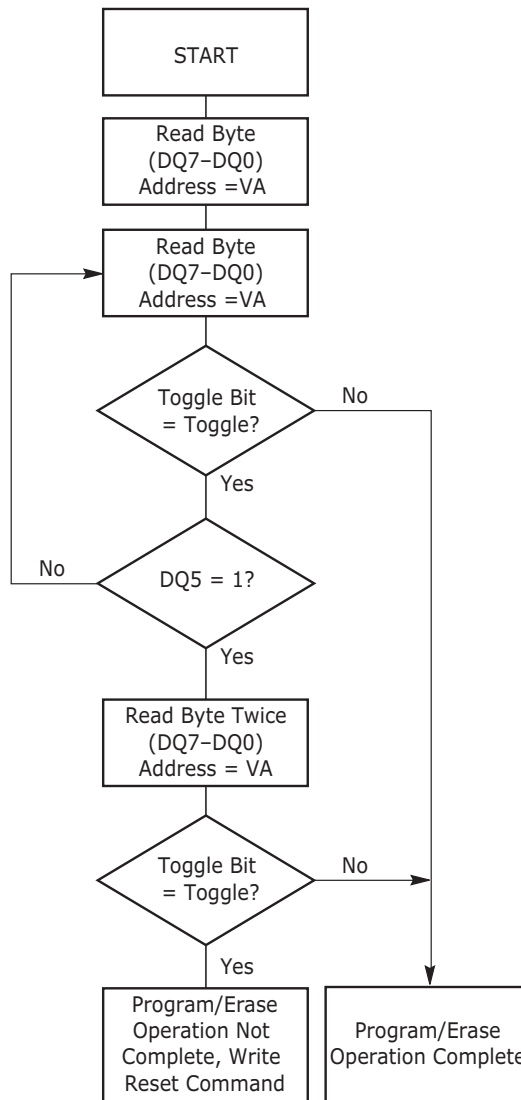 START
Read Byte
(DQ7–DQ0)
Address =VA
Read Byte
(DQ7–DQ0)
Address =VA
Toggle Bit
= Toggle?
No
Yes
DQ5 = 1?
No
Yes
Read Byte Twice
(DQ7–DQ0)
Address = VA
Toggle Bit
= Toggle?
No
Yes
Program/Erase
Operation Not
Complete, Write
Reset Command
Program/Erase
Operation Complete